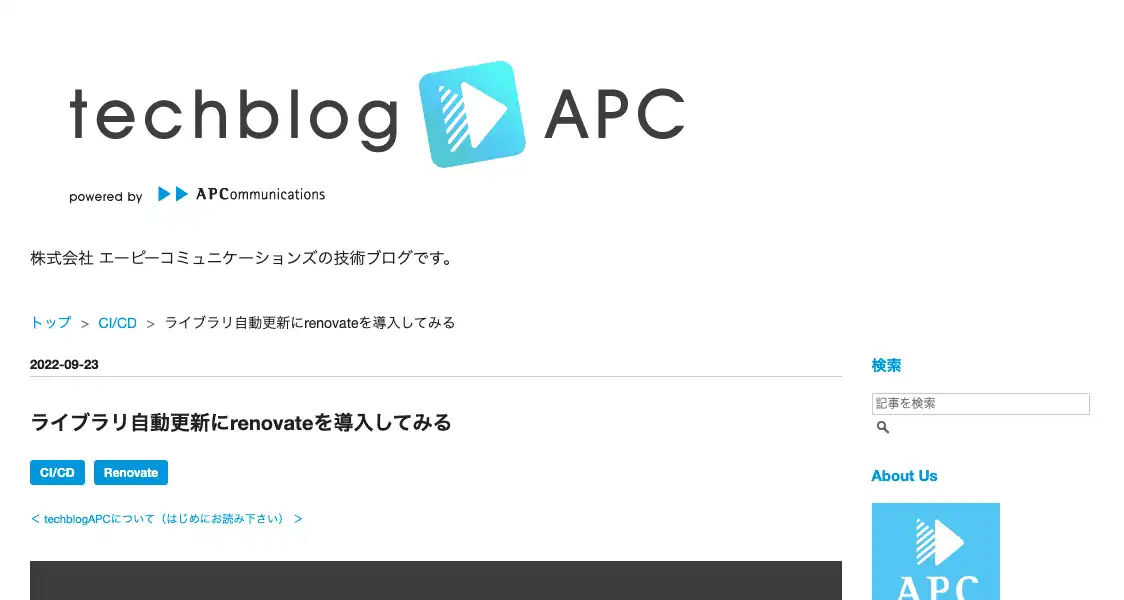 techblog APC
powered by APCommunications
株式会社 エーピーコミュニケーションズの技術ブログです。
トップ > CI/CD > ライブラリ自動更新にrenovateを導入してみる
2022-09-23
ライブラリ自動更新にrenovateを導入してみる
CI/CD Renovate
< techblogAPCについて（はじめにお読み下さい） >
検索
記事を検索
About Us
APC